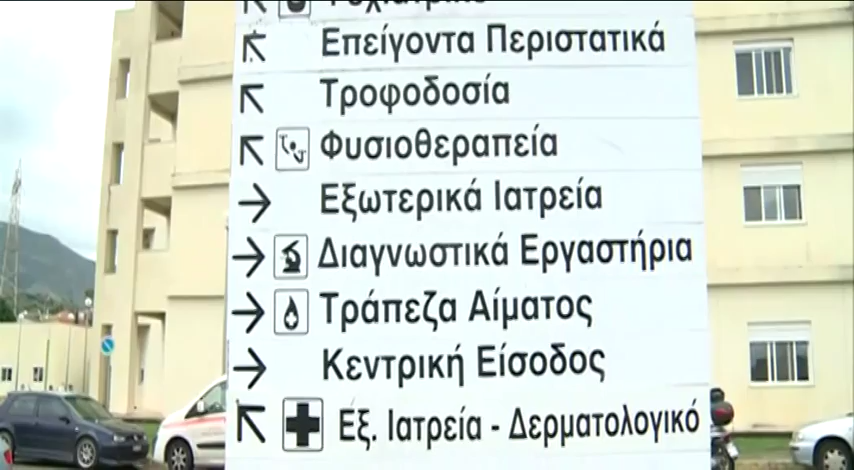 Επείγοντα Περιστατικά
Τροφοδοσία
Φυσιοθεραπεία
Εξωτερικά Ιατρεία
Διαγνωστικά Εργαστήρια
Τράπεζα Αίματος
Κεντρική Είσοδος
Εξ. Ιατρεία - Δερματολογικό